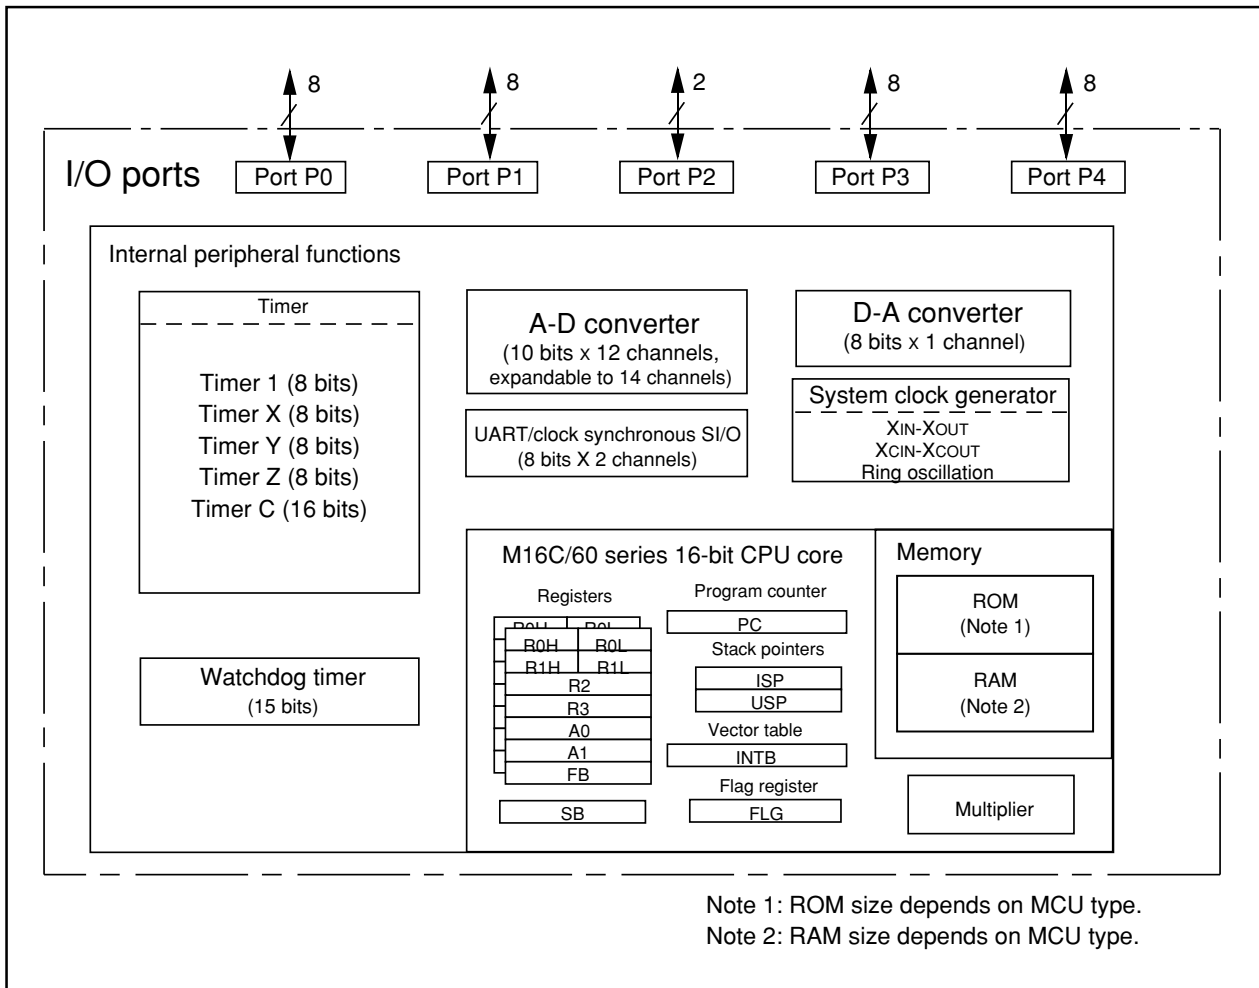 8
8
2
8
8
I/O ports
Port P0
Port P1
Port P2
Port P3
Port P4
Internal peripheral functions
Timer
Timer 1 (8 bits)
Timer X (8 bits)
Timer Y (8 bits)
Timer Z (8 bits)
Timer C (16 bits)
A-D converter
(10 bits x 12 channels,
expandable to 14 channels)
D-A converter
(8 bits x 1 channel)
UART/clock synchronous SI/O
(8 bits X 2 channels)
System clock generator
XIN-XOUT
XCIN-XCOUT
Ring oscillation
Watchdog timer
(15 bits)
M16C/60 series 16-bit CPU core
Registers
R0H R0L
R0H R0L
R1H R1L
R2
R3
A0
A1
FB
SB
Program counter
PC
Stack pointers
ISP
USP
Vector table
INTB
Flag register
FLG
Memory
ROM
(Note 1)
RAM
(Note 2)
Multiplier
Note 1: ROM size depends on MCU type.
Note 2: RAM size depends on MCU type.